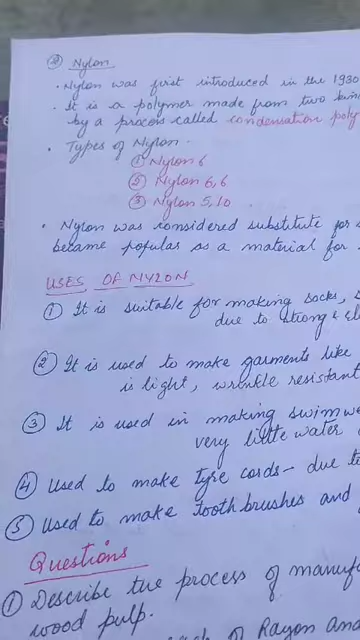 ② Nylon
• Nylon was first introduced in the 1930
• It is a polymer made from two
by a process called condensation poly
• Types of Nylon.
① Nylon 6
② Nylon 6,6
③ Nylon 5,10
• Nylon was considered substitute for
became popular as a material for
USES OF NYLON
① It is suitable for making socks,
due to strong &
② It is used to make garments like
is light, wrinkle resistant
③ It is used in making swimwe
very little water
④ Used to make tyre cords - due to
⑤ Used to make toothbrushes and
Questions
① Describe the process of manufa
wood pulp.
of Rayon and